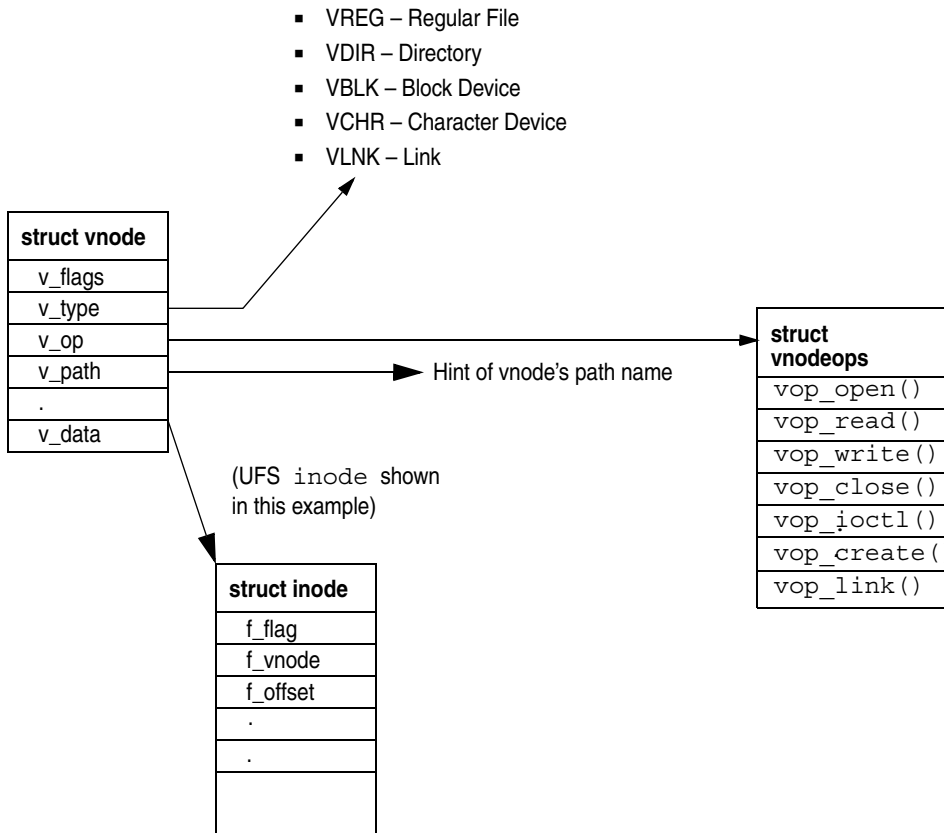 ▪ VREG – Regular File
▪ VDIR – Directory
▪ VBLK – Block Device
▪ VCHR – Character Device
▪ VLNK – Link
struct vnode
v_flags
v_type
v_op
v_path
.
v_data
Hint of vnode's path name
struct
vnodeops
vop_open()
vop_read()
vop_write()
vop_close()
vop_ioctl()
vop_create(
vop_link()
(UFS inode shown
in this example)
struct inode
f_flag
f_vnode
f_offset
.
.